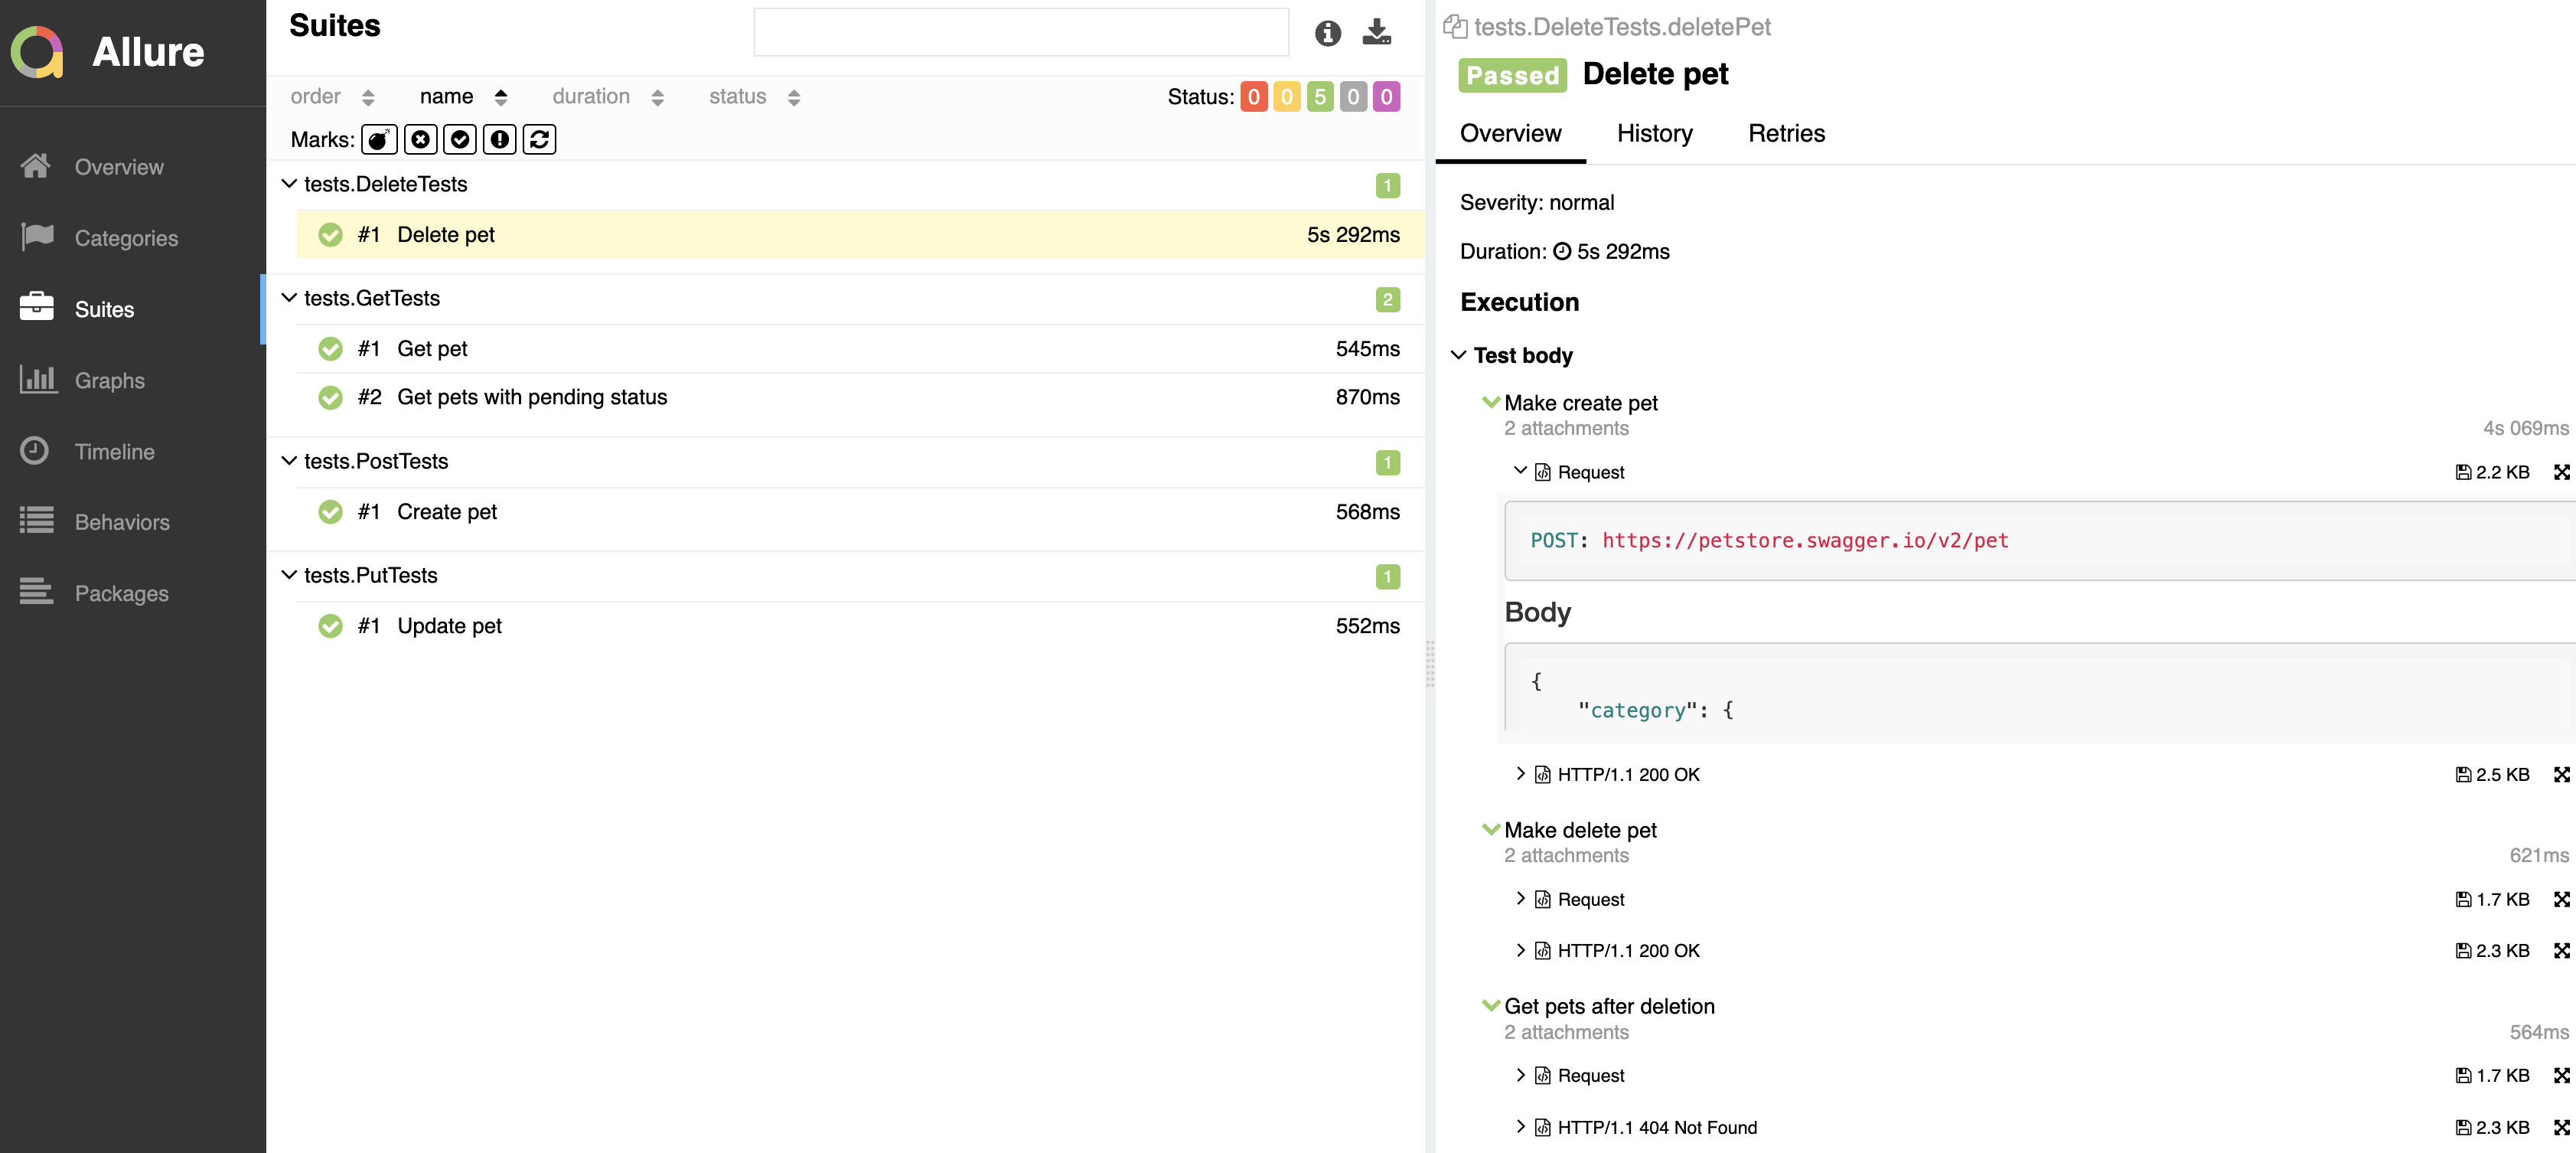 Allure
Overview
Categories
Suites
Graphs
Timeline
Behaviors
Packages
Suites
order name duration status Status: 0 0 5 0 0
Marks:
tests.DeleteTests 1
#1 Delete pet 5s 292ms
tests.GetTests 2
#1 Get pet 545ms
#2 Get pets with pending status 870ms
tests.PostTests 1
#1 Create pet 568ms
tests.PutTests 1
#1 Update pet 552ms
tests.DeleteTests.deletePet
Passed Delete pet
Overview History Retries
Severity: normal
Duration: 5s 292ms
Execution
Test body
Make create pet
2 attachments 4s 069ms
Request 2.2 KB
POST: https://petstore.swagger.io/v2/pet
Body
{
"category": {
HTTP/1.1 200 OK 2.5 KB
Make delete pet
2 attachments 621ms
Request 1.7 KB
HTTP/1.1 200 OK 2.3 KB
Get pets after deletion
2 attachments 564ms
Request 1.7 KB
HTTP/1.1 404 Not Found 2.3 KB